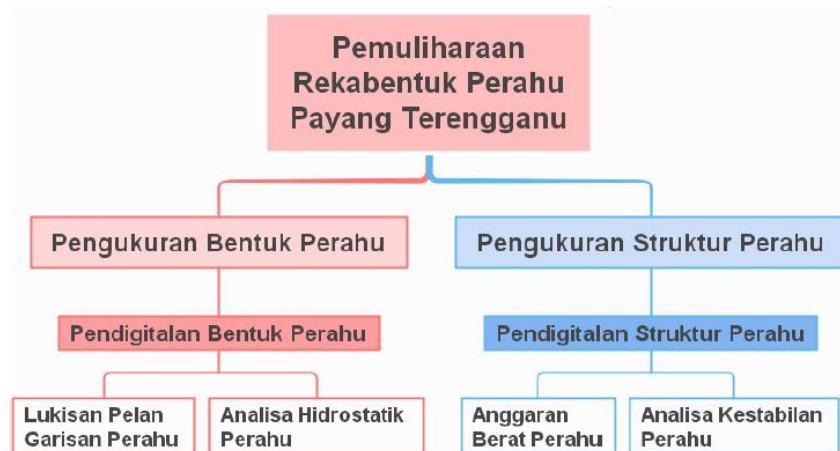 Pemuliharaan
Rekabentuk Perahu
Payang Terengganu
Pengukuran Bentuk Perahu
Pengukuran Struktur Perahu
Pendigitalan Bentuk Perahu
Pendigitalan Struktur Perahu
Lukisan Pelan
Garisan Perahu
Analisa Hidrostatik
Perahu
Anggaran
Berat Perahu
Analisa Kestabilan
Perahu